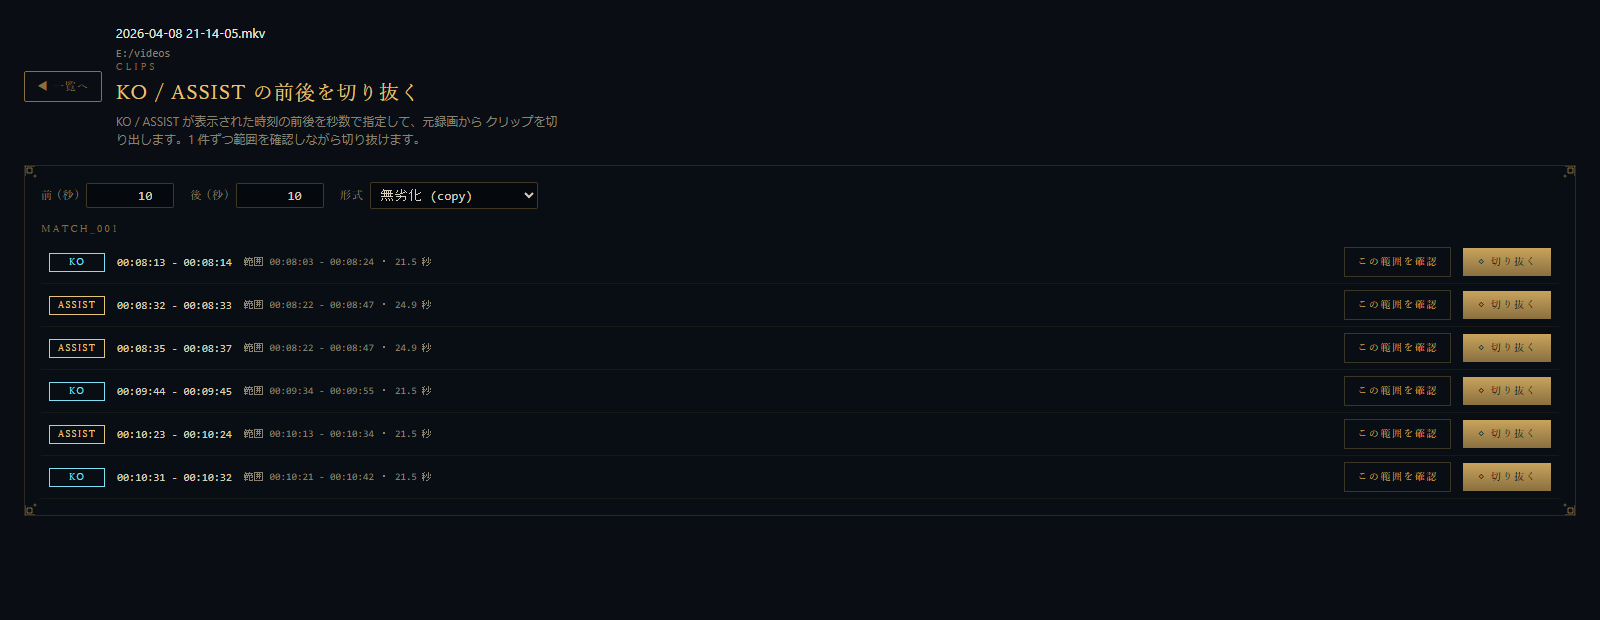 2026-04-08 21-14-05.mkv
E:/videos
CLIPS
◀ 一覧へ
KO / ASSIST の前後を切り抜く
KO / ASSIST が表示された時刻の前後を秒数で指定して、元録画から クリップを切
り出します。1 件ずつ範囲を確認しながら切り抜けます。
前 (秒) 10 後 (秒) 10 形式 無劣化 (copy)
MATCH_001
KO 00:08:13 - 00:08:14 範囲 00:08:03 - 00:08:24 · 21.5 秒 この範囲を確認 ⋄ 切り抜く
ASSIST 00:08:32 - 00:08:33 範囲 00:08:22 - 00:08:47 · 24.9 秒 この範囲を確認 ⋄ 切り抜く
ASSIST 00:08:35 - 00:08:37 範囲 00:08:22 - 00:08:47 · 24.9 秒 この範囲を確認 ⋄ 切り抜く
KO 00:09:44 - 00:09:45 範囲 00:09:34 - 00:09:55 · 21.5 秒 この範囲を確認 ⋄ 切り抜く
ASSIST 00:10:23 - 00:10:24 範囲 00:10:13 - 00:10:34 · 21.5 秒 この範囲を確認 ⋄ 切り抜く
KO 00:10:31 - 00:10:32 範囲 00:10:21 - 00:10:42 · 21.5 秒 この範囲を確認 ⋄ 切り抜く